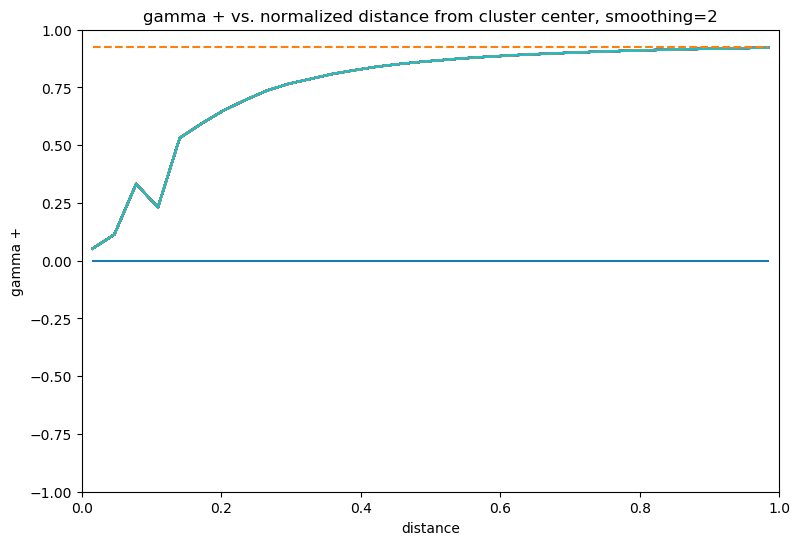 gamma + vs. normalized distance from cluster center, smoothing=2
1.00
0.75
0.50
0.25
0.00
−0.25
−0.50
−0.75
−1.00
gamma +
0.0 0.2 0.4 0.6 0.8 1.0
distance